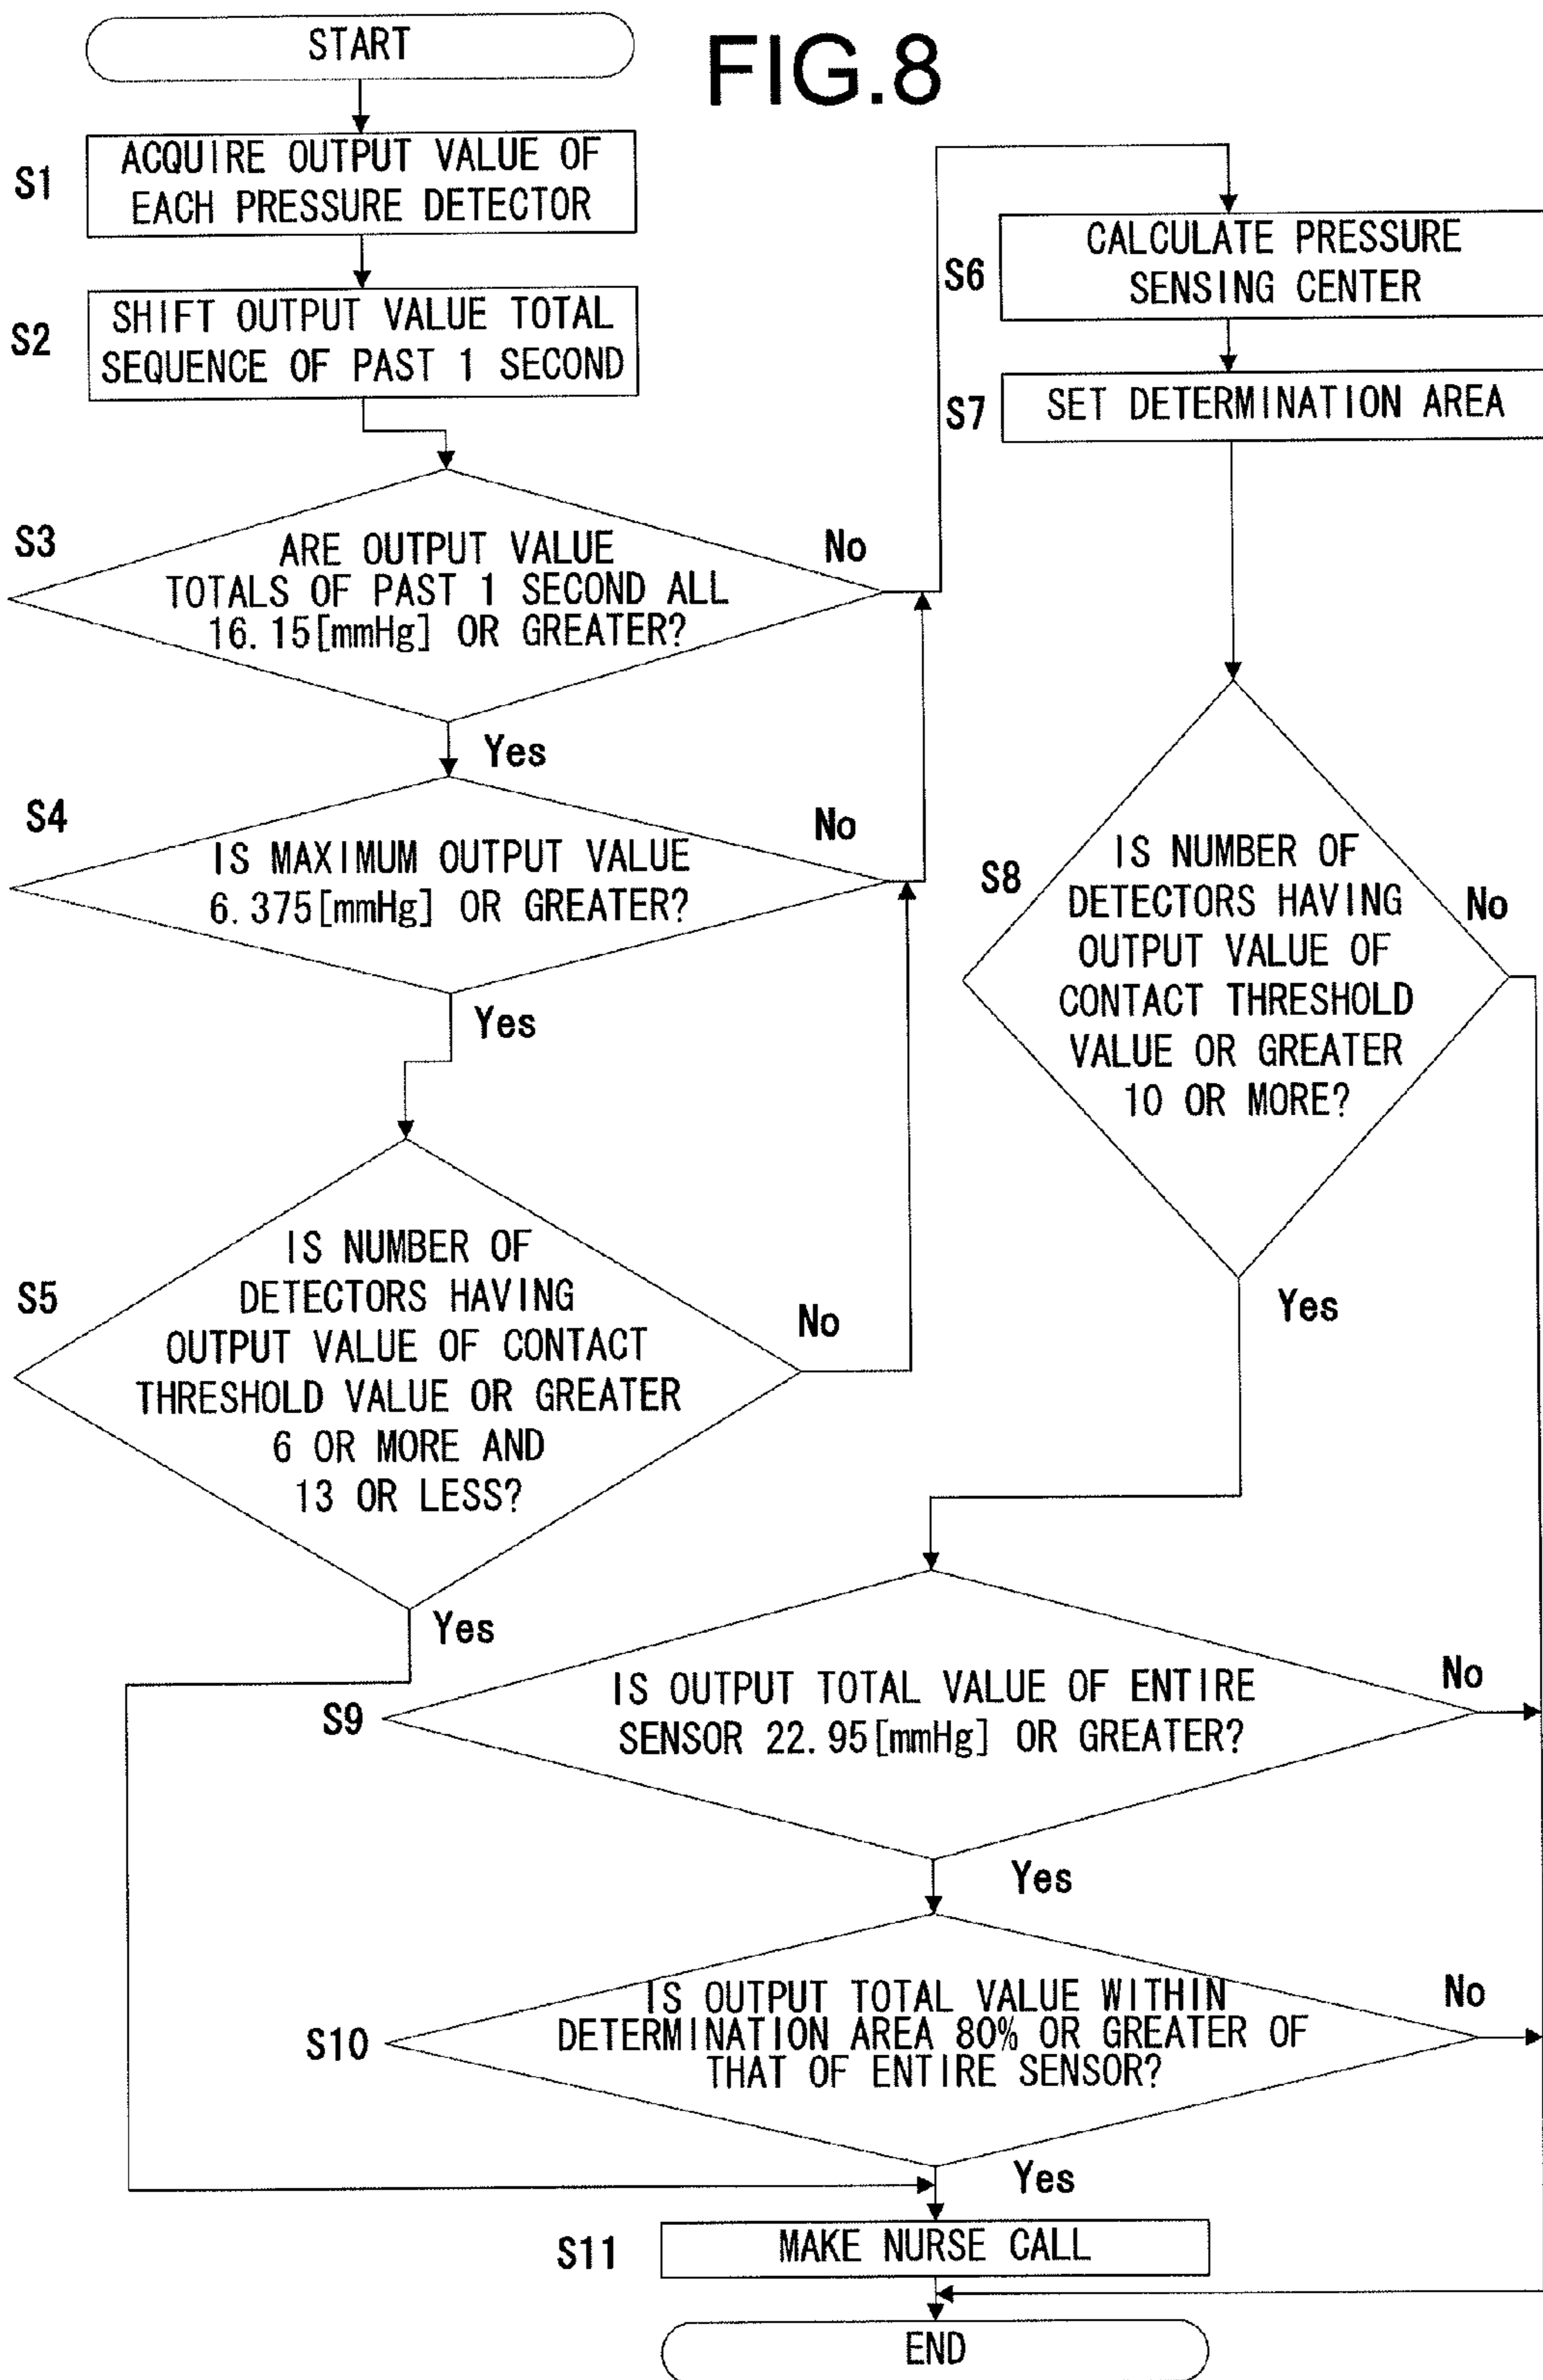 FIG.8
START
S1
ACQUIRE OUTPUT VALUE OF
EACH PRESSURE DETECTOR
S2
SHIFT OUTPUT VALUE TOTAL
SEQUENCE OF PAST 1 SECOND
S3
ARE OUTPUT VALUE
TOTALS OF PAST 1 SECOND ALL
16.15[mmHg] OR GREATER?
No
Yes
S4
IS MAXIMUM OUTPUT VALUE
6.375[mmHg] OR GREATER?
No
Yes
S5
IS NUMBER OF
DETECTORS HAVING
OUTPUT VALUE OF CONTACT
THRESHOLD VALUE OR GREATER
6 OR MORE AND
13 OR LESS?
No
Yes
S6
CALCULATE PRESSURE
SENSING CENTER
S7
SET DETERMINATION AREA
S8
IS NUMBER OF
DETECTORS HAVING
OUTPUT VALUE OF
CONTACT THRESHOLD
VALUE OR GREATER
10 OR MORE?
No
Yes
S9
IS OUTPUT TOTAL VALUE OF ENTIRE
SENSOR 22.95[mmHg] OR GREATER?
No
Yes
S10
IS OUTPUT TOTAL VALUE WITHIN
DETERMINATION AREA 80% OR GREATER OF
THAT OF ENTIRE SENSOR?
No
Yes
S11
MAKE NURSE CALL
END